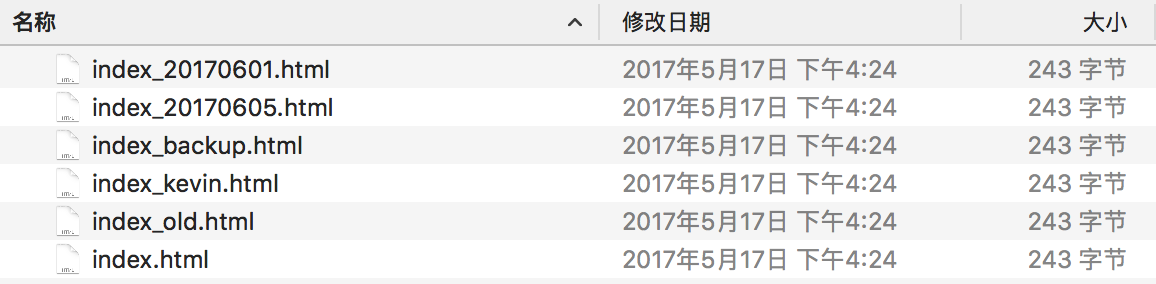 名称 修改日期 大小
index_20170601.html 2017年5月17日 下午4:24 243 字节
index_20170605.html 2017年5月17日 下午4:24 243 字节
index_backup.html 2017年5月17日 下午4:24 243 字节
index_kevin.html 2017年5月17日 下午4:24 243 字节
index_old.html 2017年5月17日 下午4:24 243 字节
index.html 2017年5月17日 下午4:24 243 字节